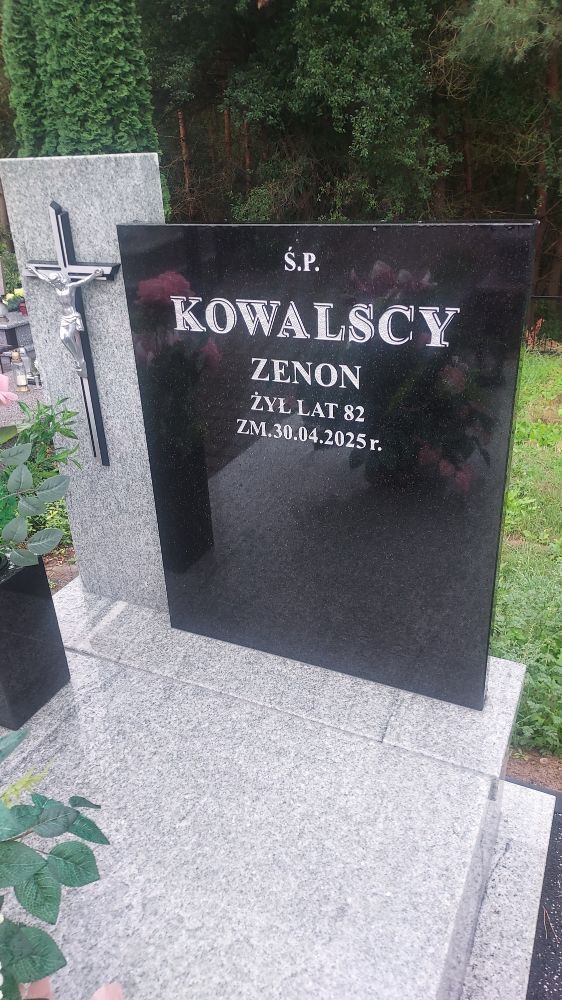 Ś.P.
KOWALSCY
ZENON
ŻYŁ LAT 82
ZM.30.04.2025 r.